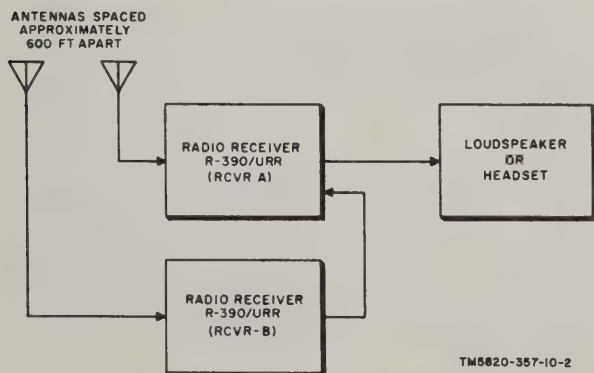 ANTENNAS SPACED
APPROXIMATELY
600 FT APART
RADIO RECEIVER
R-390/URR
(RCVR A)
LOUDSPEAKER
OR
HEADSET
RADIO RECEIVER
R-390/URR
(RCVR-B)
TM5820-357-10-2